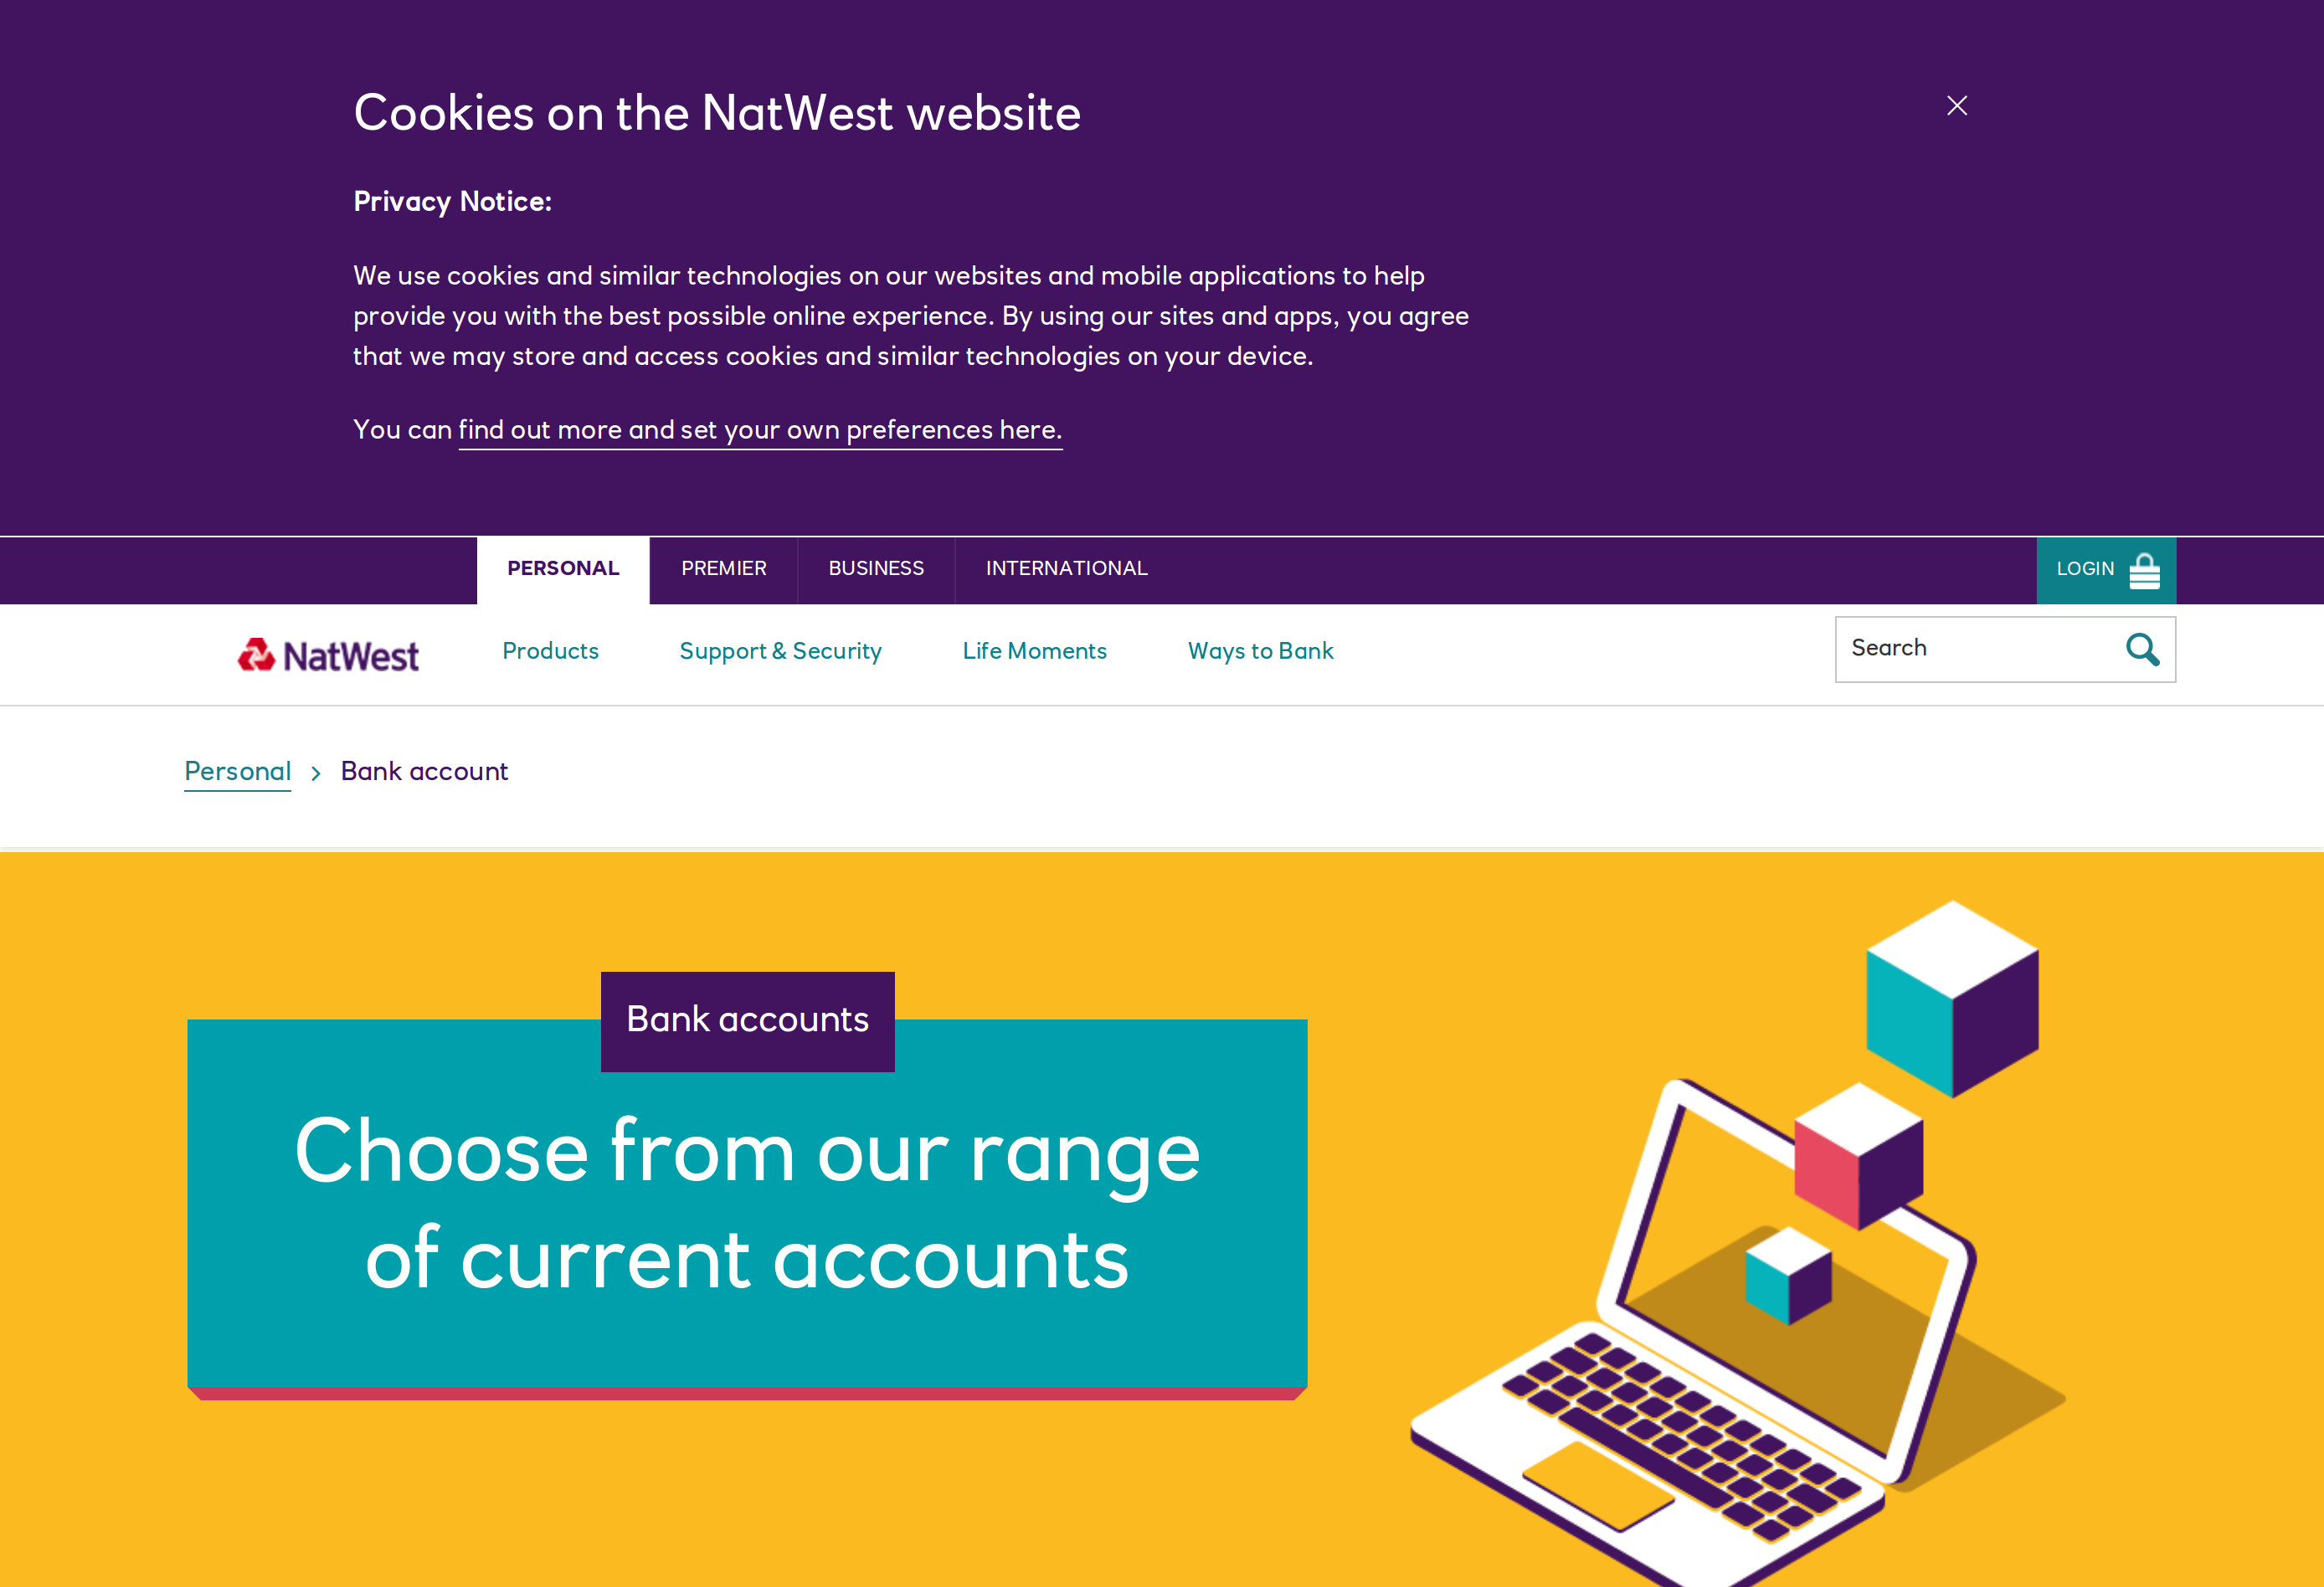 Cookies on the NatWest website
Privacy Notice:
We use cookies and similar technologies on our websites and mobile applications to help
provide you with the best possible online experience. By using our sites and apps, you agree
that we may store and access cookies and similar technologies on your device.
You can find out more and set your own preferences here.
PERSONAL PREMIER BUSINESS INTERNATIONAL LOGIN
NatWest Products Support & Security Life Moments Ways to Bank Search
Personal > Bank account
Bank accounts
Choose from our range
of current accounts